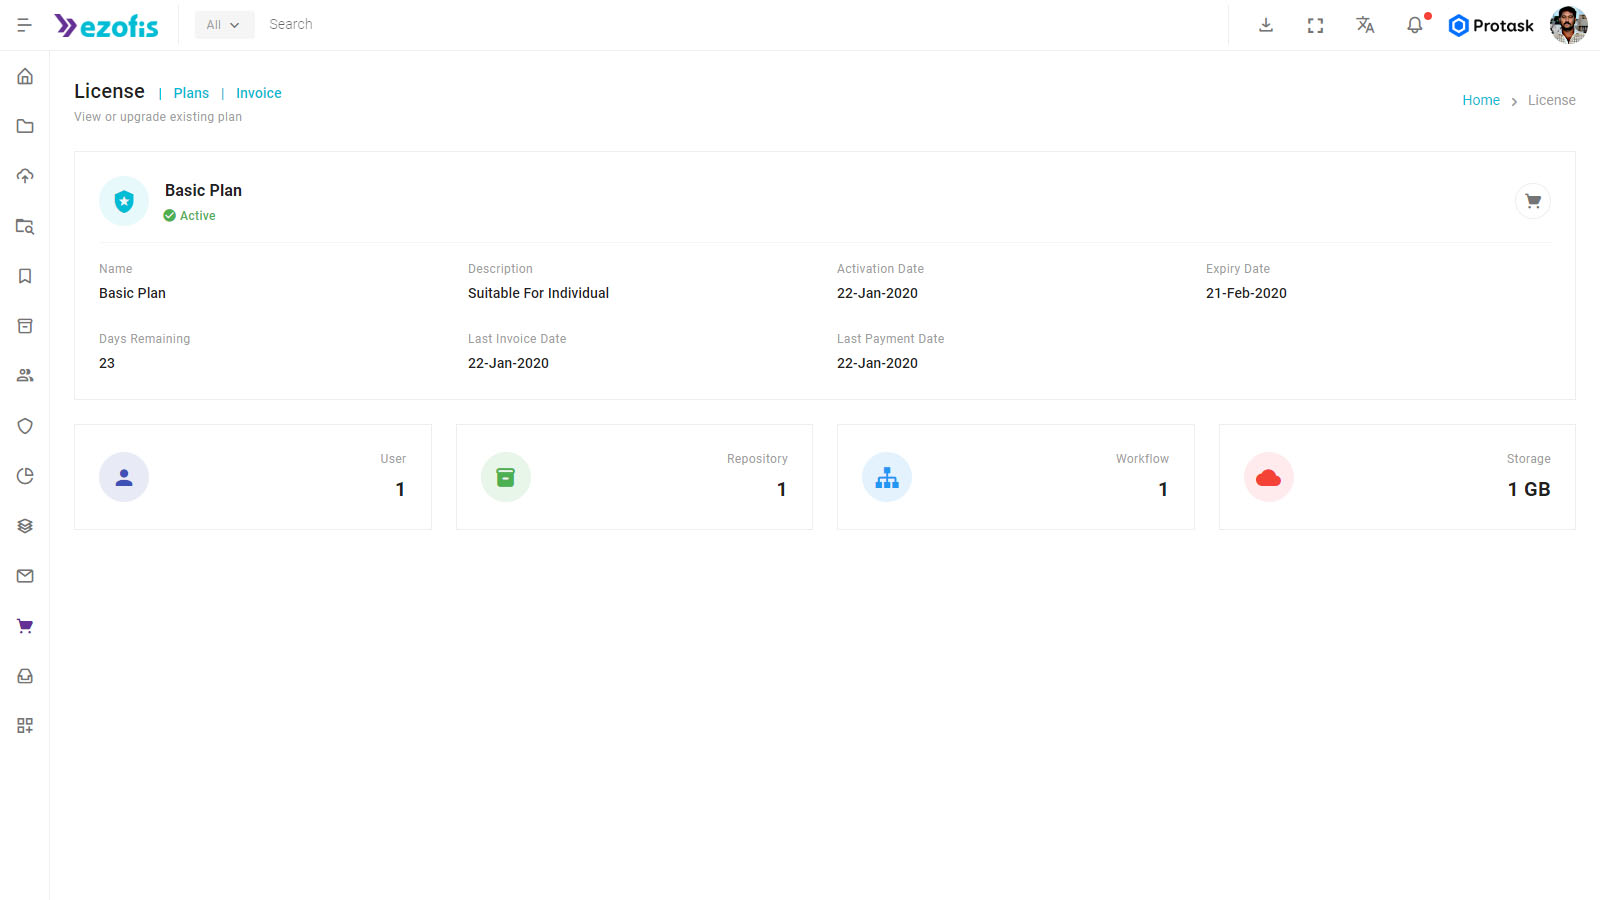 ezofis
All
Search
Protask
License | Plans | Invoice
View or upgrade existing plan
Home > License
Basic Plan
Active
Name
Basic Plan
Description
Suitable For Individual
Activation Date
22-Jan-2020
Expiry Date
21-Feb-2020
Days Remaining
23
Last Invoice Date
22-Jan-2020
Last Payment Date
22-Jan-2020
User
1
Repository
1
Workflow
1
Storage
1 GB